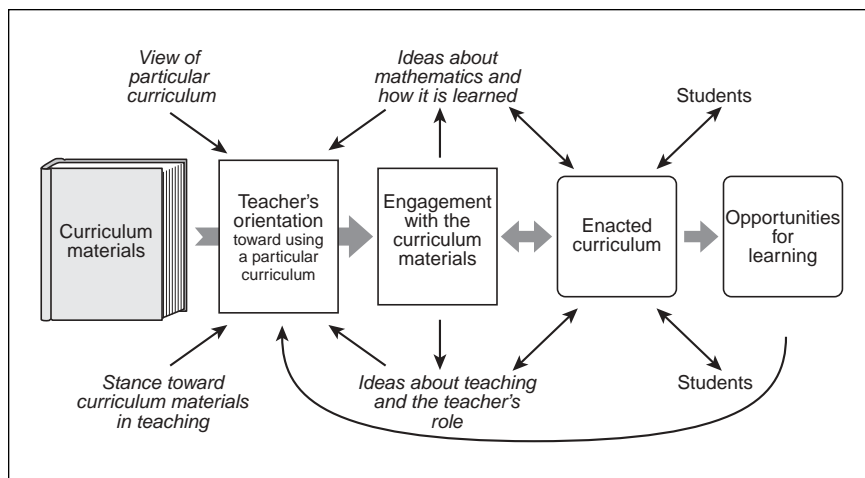 View of
particular
curriculum
Ideas about
mathematics and
how it is learned
Students
Curriculum
materials
Teacher's
orientation
toward using
a particular
curriculum
Engagement
with the
curriculum
materials
Enacted
curriculum
Opportunities
for
learning
Stance toward
curriculum materials
in teaching
Ideas about teaching
and the teacher's
role
Students